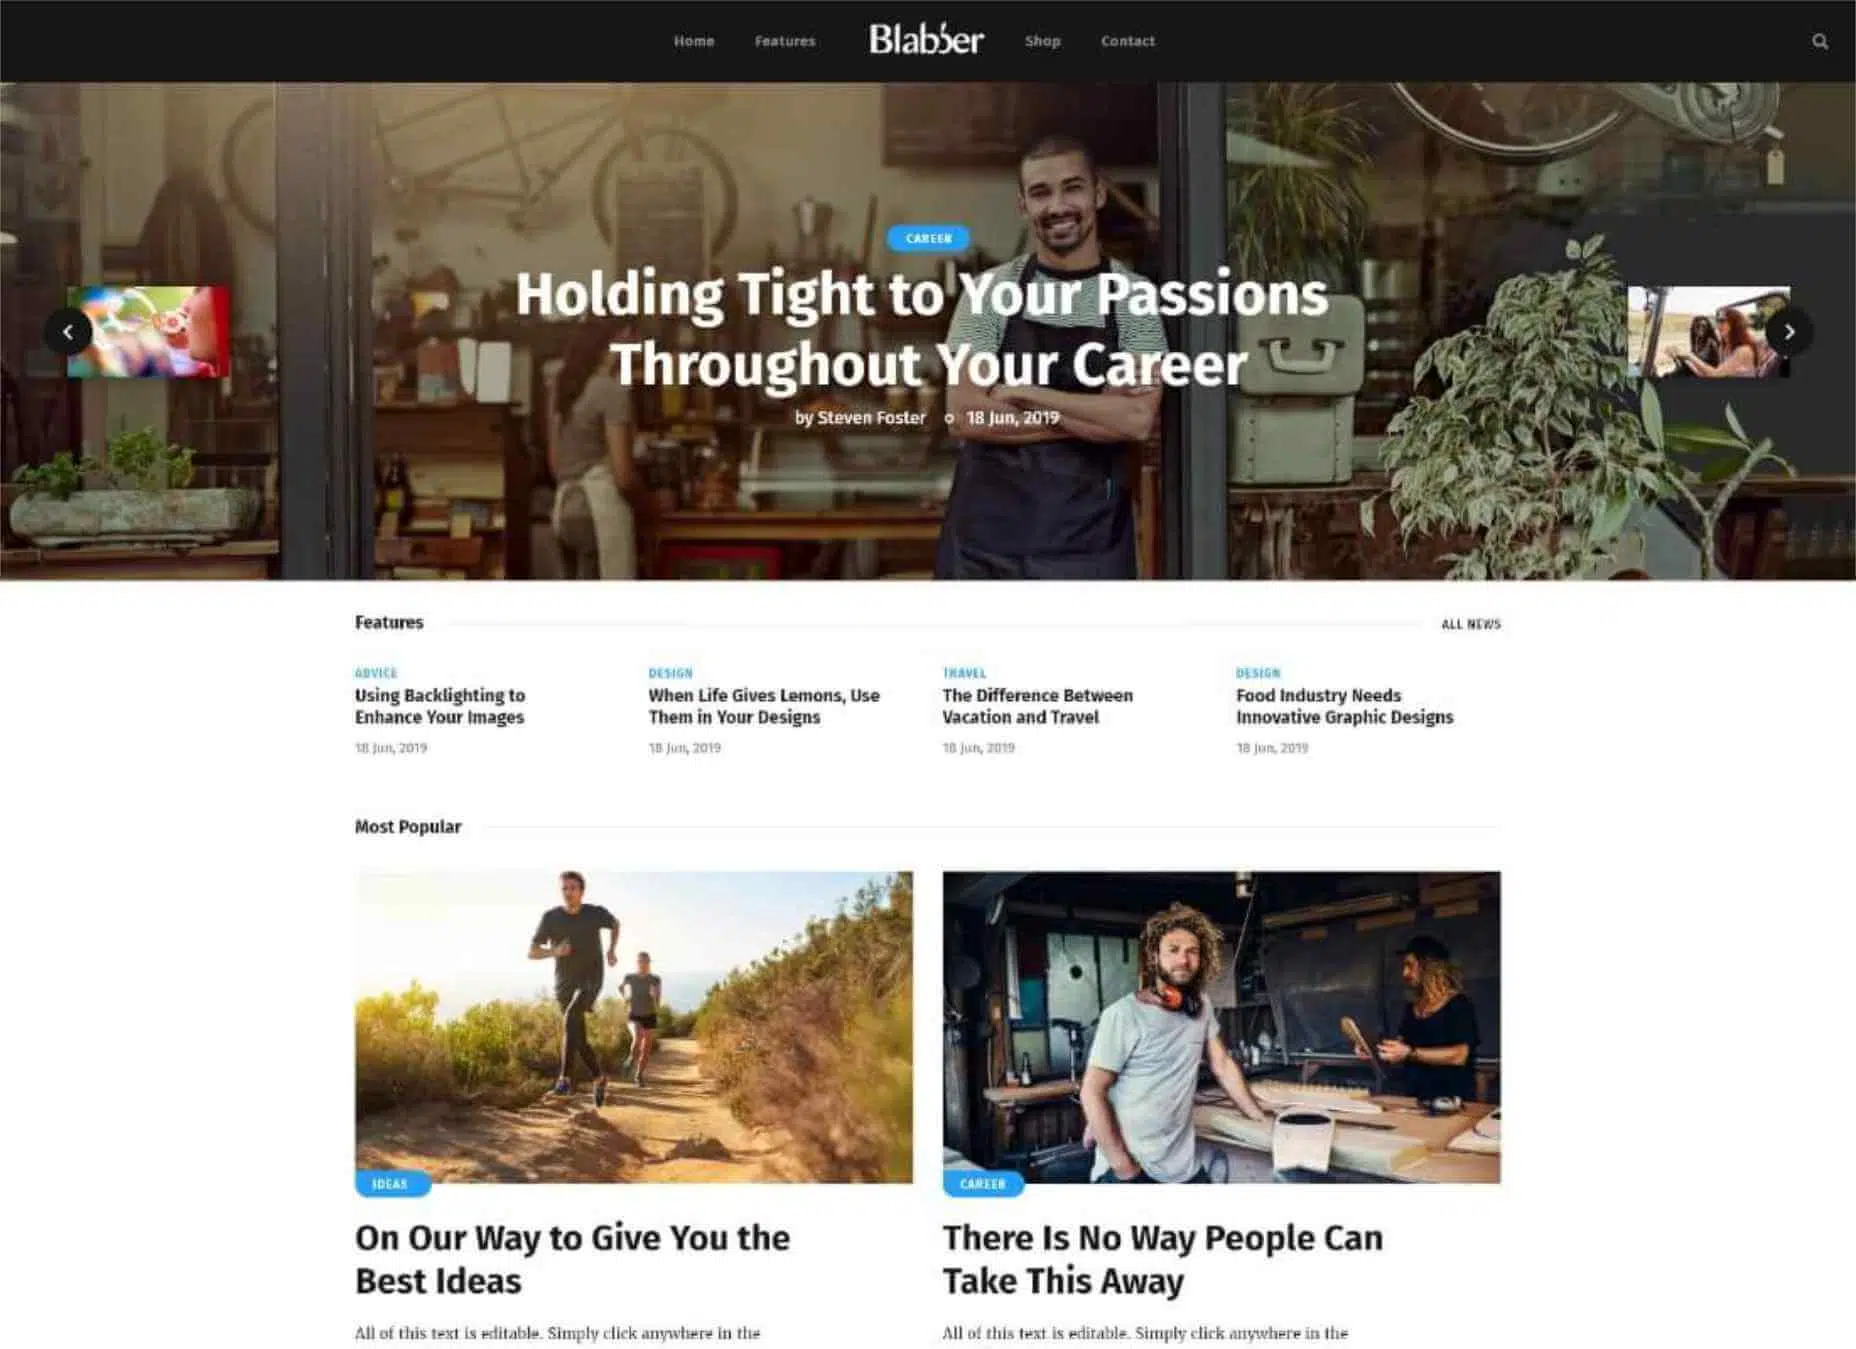 Home Features Blabber Shop Contact
CAREER
Holding Tight to Your Passions
Throughout Your Career
by Steven Foster 18 Jun, 2019
Features ALL NEWS
ADVICE
Using Backlighting to
Enhance Your Images
18 Jun, 2019
DESIGN
When Life Gives Lemons, Use
Them in Your Designs
18 Jun, 2019
TRAVEL
The Difference Between
Vacation and Travel
18 Jun, 2019
DESIGN
Food Industry Needs
Innovative Graphic Designs
18 Jun, 2019
Most Popular
IDEAS
On Our Way to Give You the
Best Ideas
All of this text is editable. Simply click anywhere in the
CAREER
There Is No Way People Can
Take This Away
All of this text is editable. Simply click anywhere in the